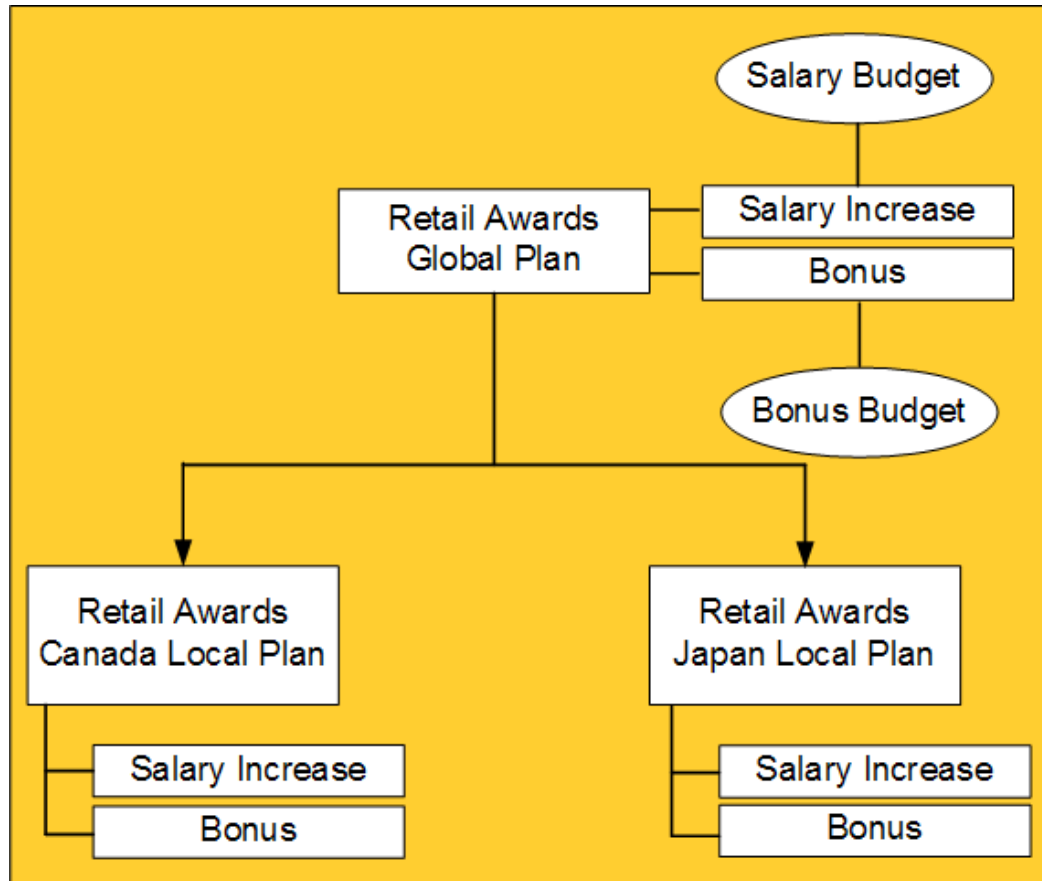 Salary Budget
Retail Awards
Global Plan
Salary Increase
Bonus
Bonus Budget
Retail Awards
Canada Local Plan
Salary Increase
Bonus
Retail Awards
Japan Local Plan
Salary Increase
Bonus